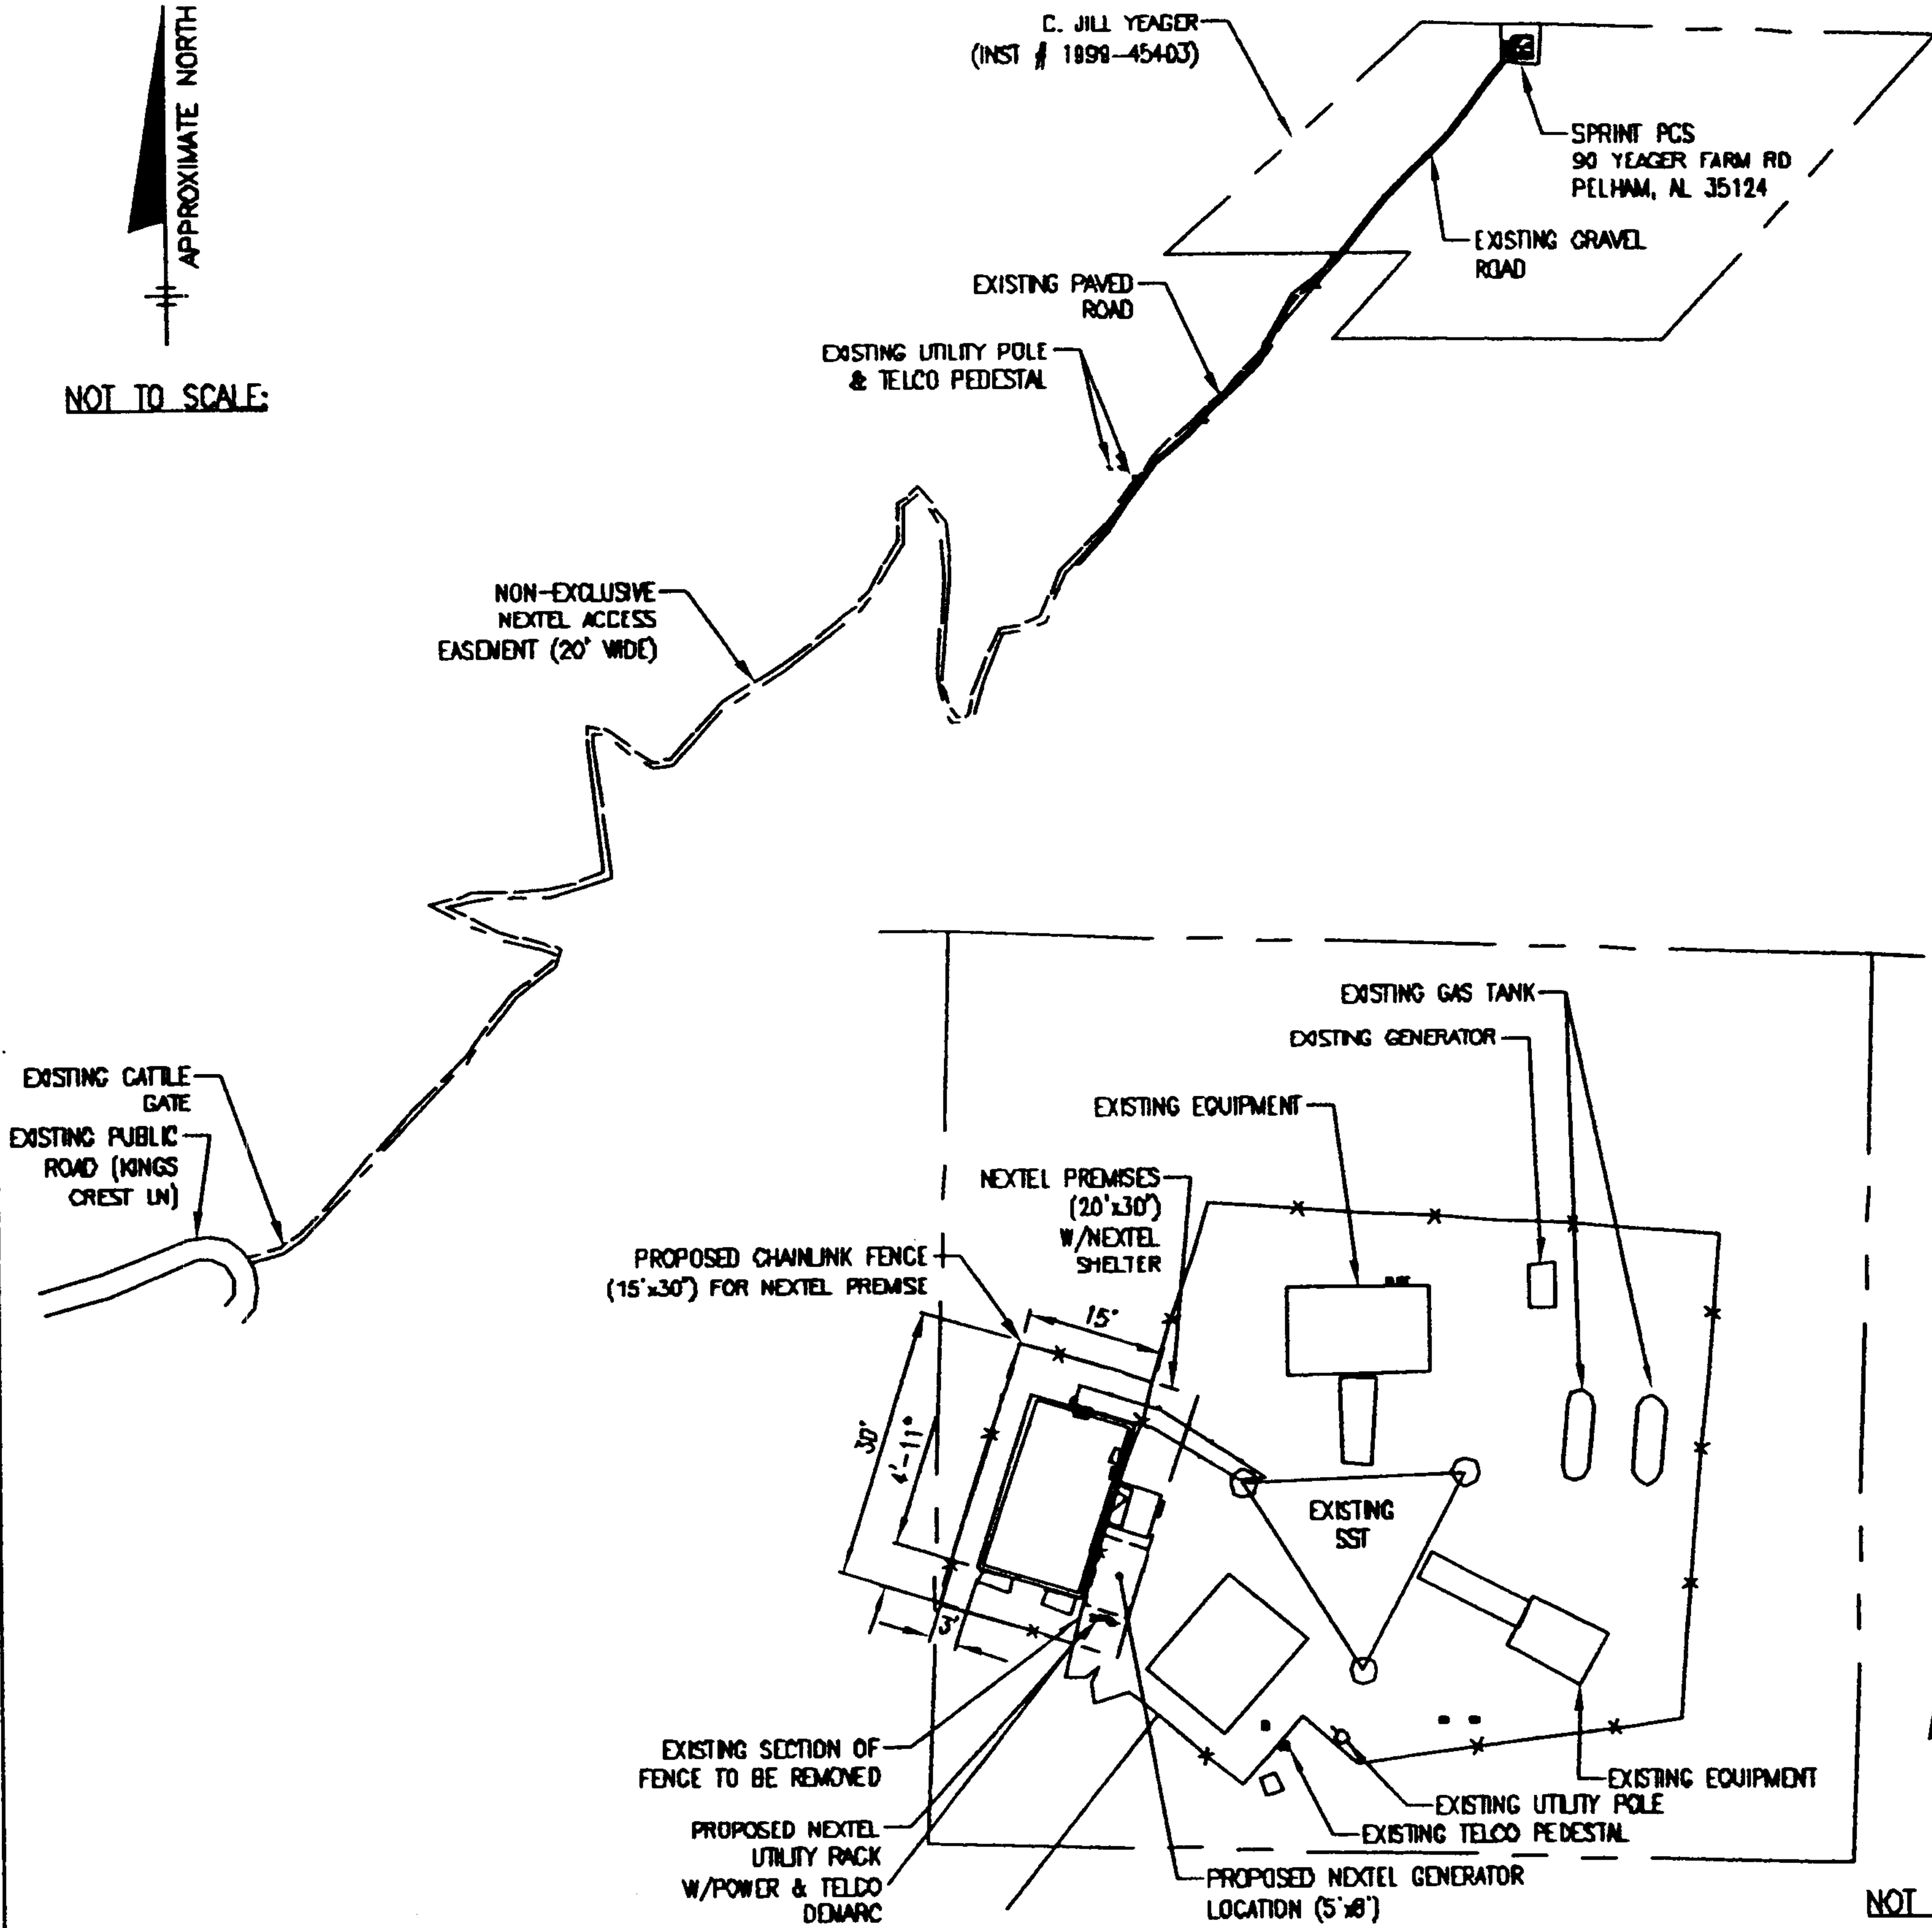 APPROXIMATE NORTH
NOT TO SCALE:
C. JILL YEAGER
(INST # 1999-45403)
SPRINT PCS
90 YEAGER FARM RD
PELHAM, AL 35124
EXISTING GRAVEL
ROAD
EXISTING PAVED
ROAD
EXISTING UTILITY POLE
& TELCO PEDESTAL
NON-EXCLUSIVE
NEXTEL ACCESS
EASEMENT (20' WIDE)
EXISTING CATTLE
GATE
EXISTING PUBLIC
ROAD (KINGS
CREST LN)
EXISTING GAS TANK
EXISTING GENERATOR
EXISTING EQUIPMENT
NEXTEL PREMISES
(20'x30')
W/NEXTEL
SHELTER
PROPOSED CHAINLINK FENCE
(15'x30') FOR NEXTEL PREMISE
15'
30'
4'-11"
3'
EXISTING
SST
EXISTING SECTION OF
FENCE TO BE REMOVED
PROPOSED NEXTEL
UTILITY RACK
W/POWER & TELCO
DEMARC
EXISTING EQUIPMENT
EXISTING UTILITY POLE
EXISTING TELCO PEDESTAL
PROPOSED NEXTEL GENERATOR
LOCATION (5'x8')
NOT